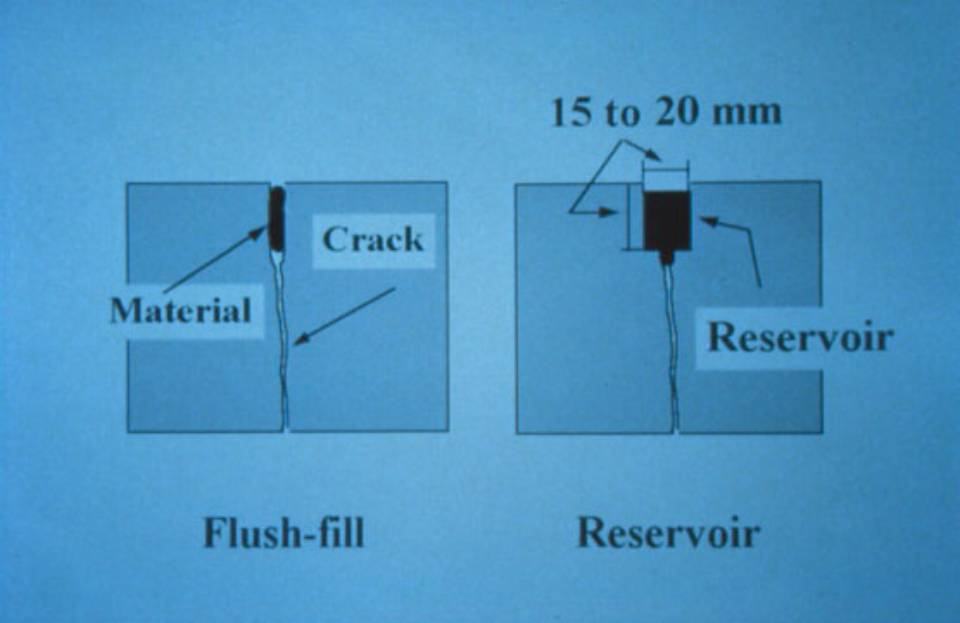 15 to 20 mm
Crack
Material
Reservoir
Flush-fill
Reservoir